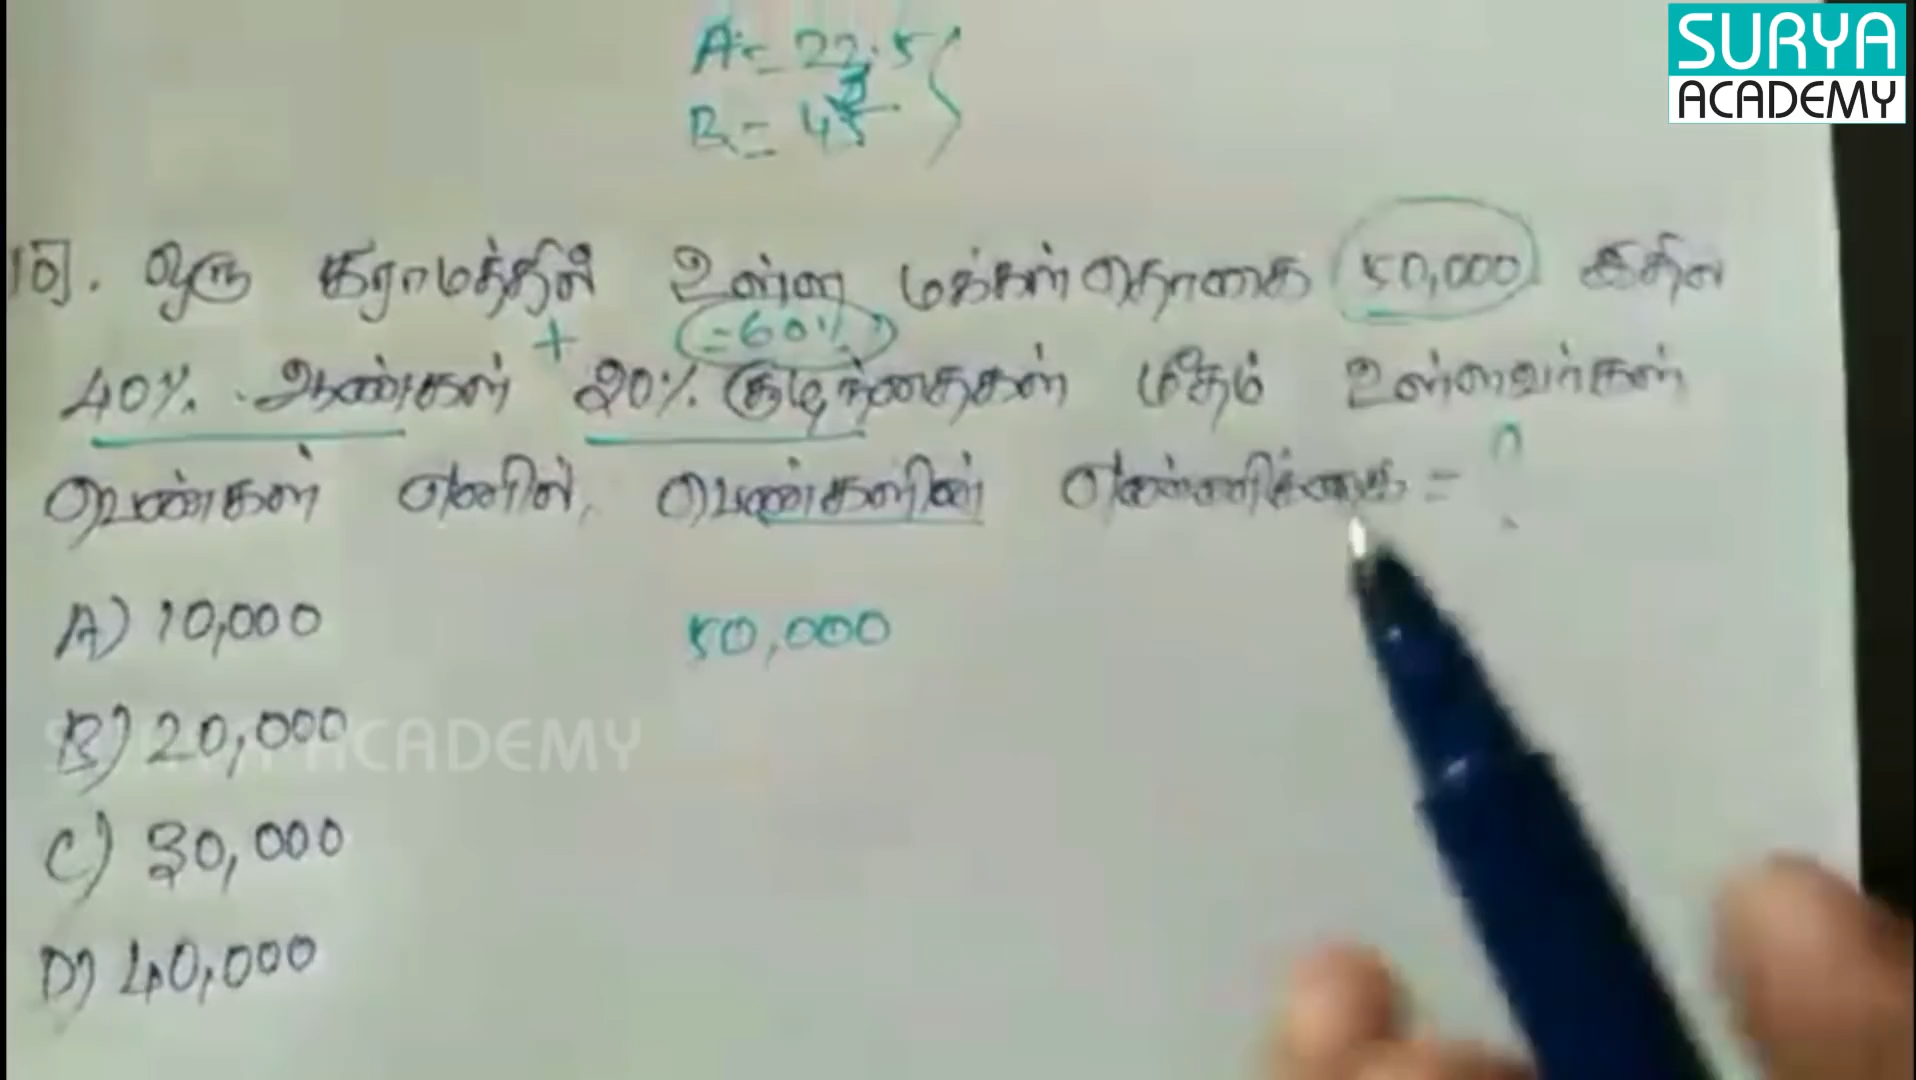 SURYA
ACADEMY
A = 22.5
B = 45
15. ஒரு கிராமத்தில் உள்ள மக்கள் தொகை 50,000 இதில்
+ = 60%
40% ஆண்கள் 20% குழந்தைகள் மீதம் உள்ளவர்கள்
பெண்கள் எனில், பெண்களின் எண்ணிக்கை = ?
A) 10,000
50,000
B) 20,000
SURYA ACADEMY
C) 30,000
D) 40,000